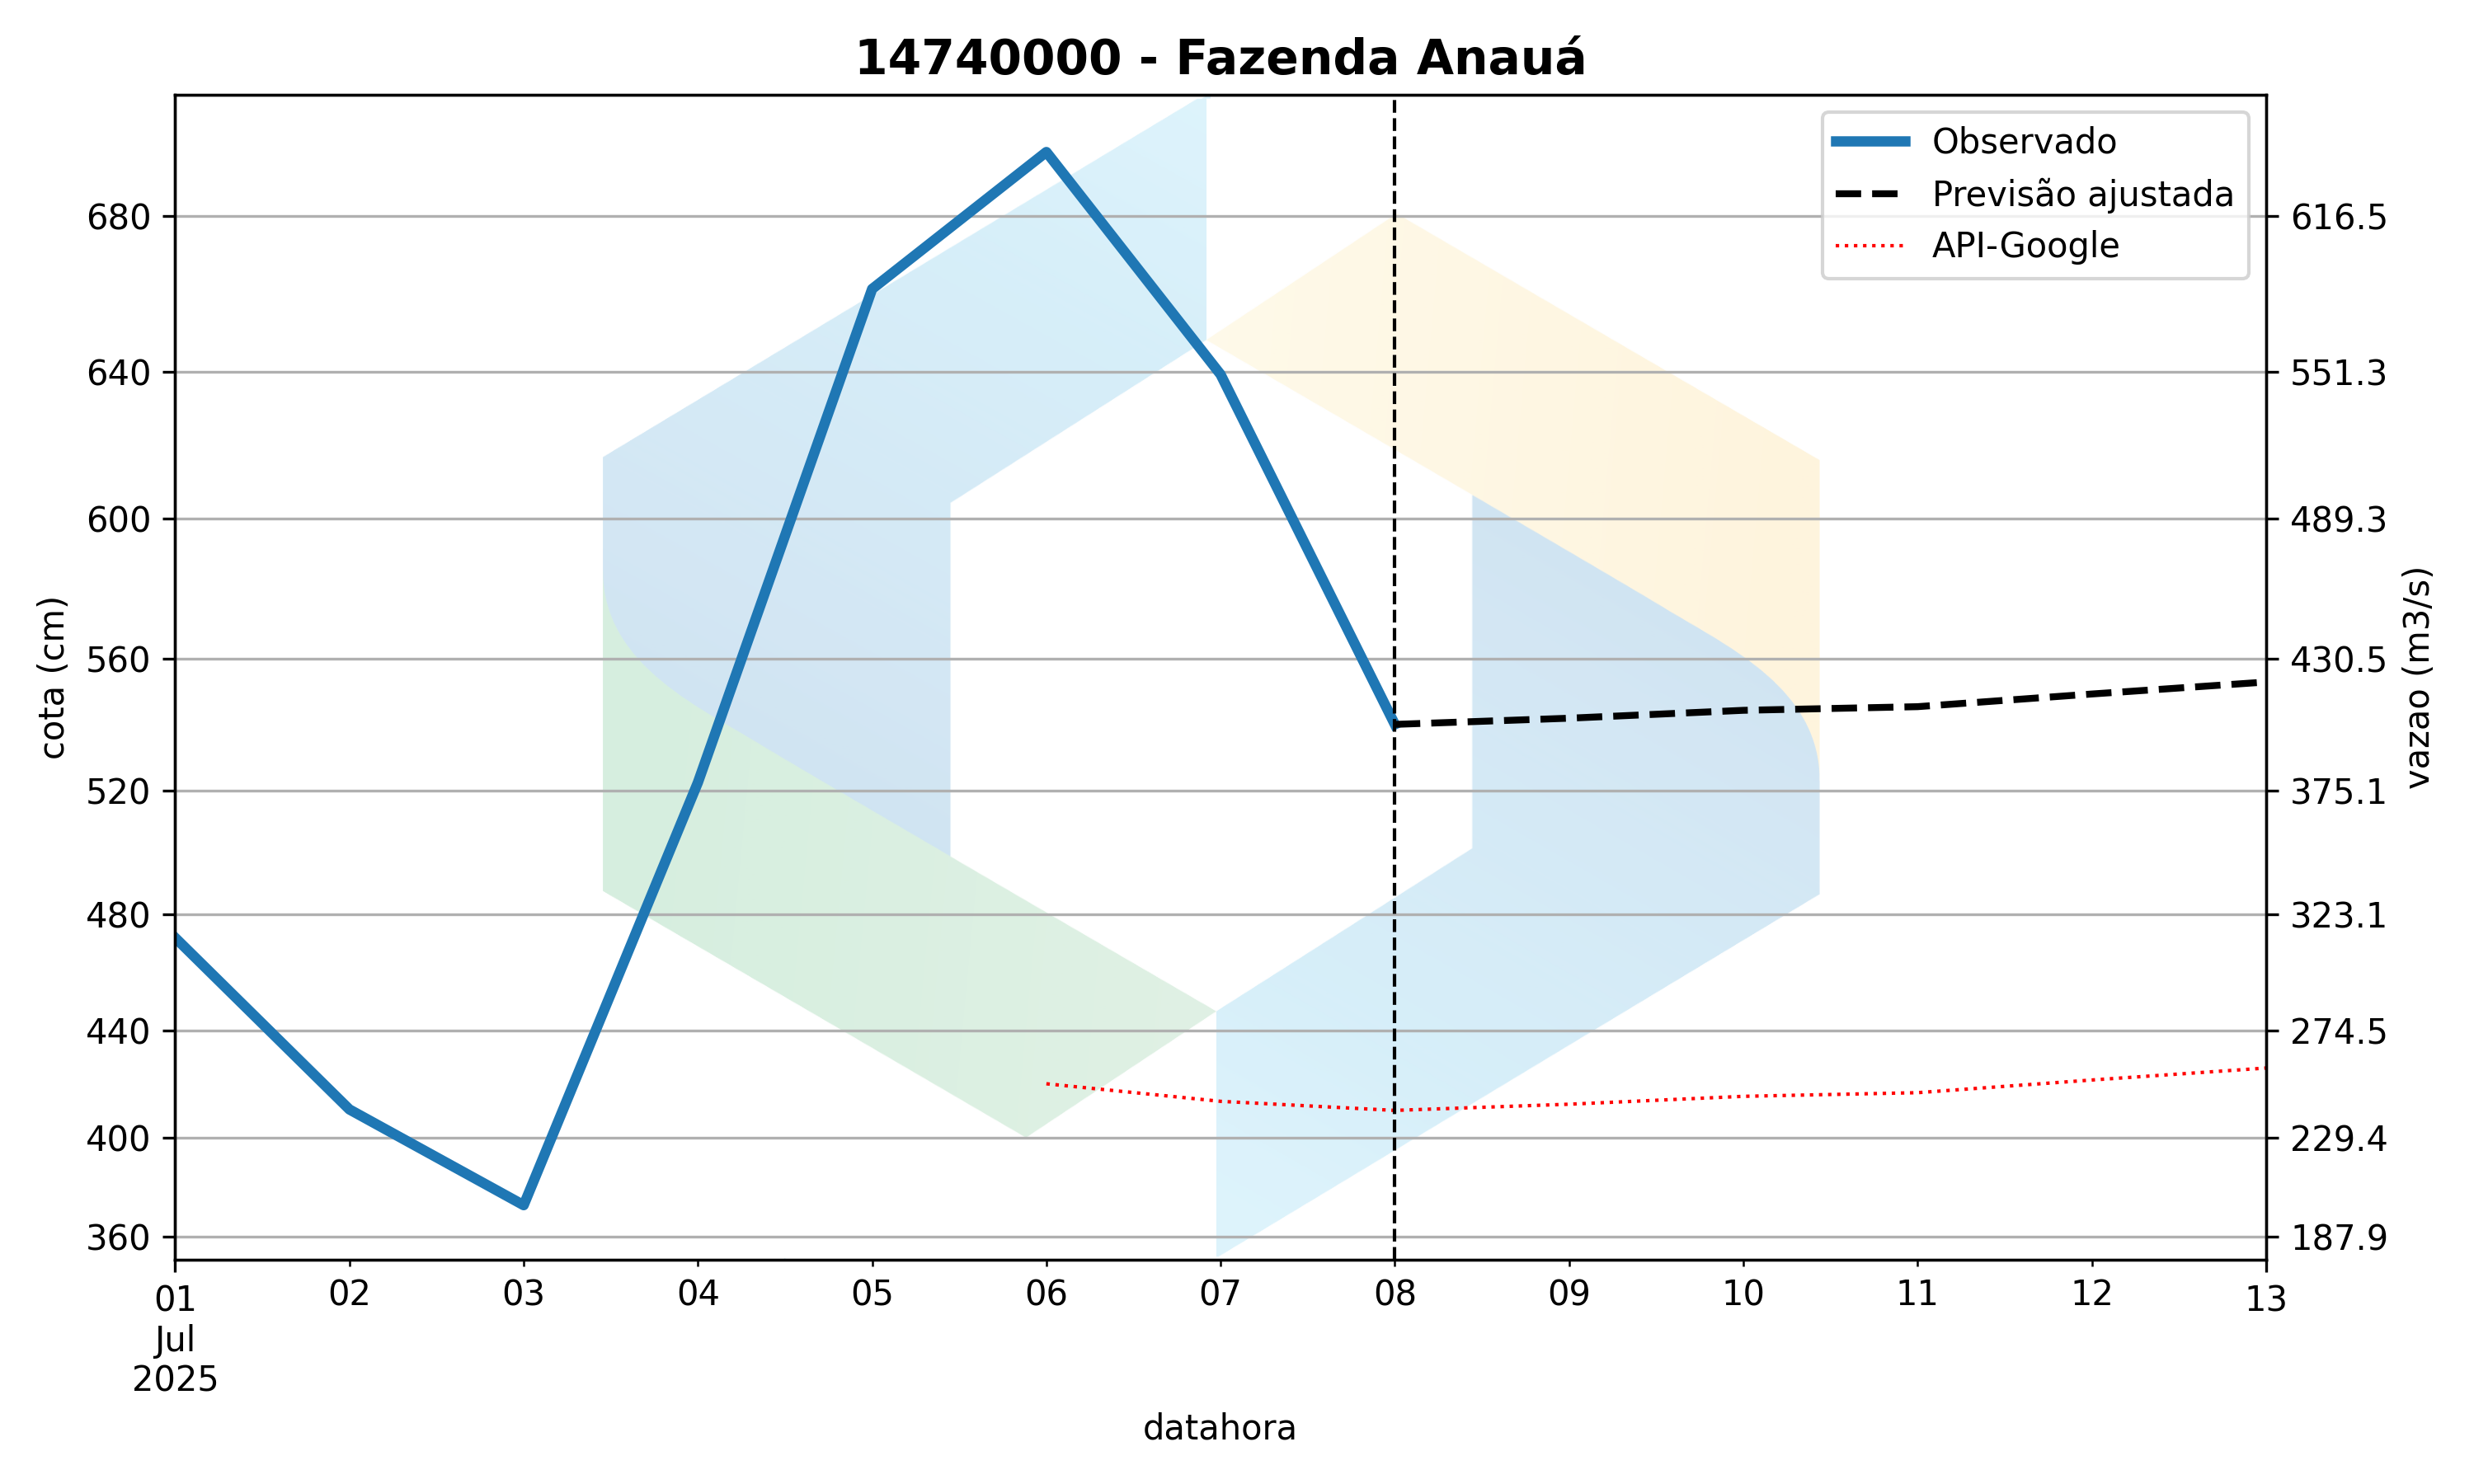 14740000 - Fazenda Anauá
Observado
Previsão ajustada
API-Google
680
640
600
560
520
480
440
400
360
cota (cm)
616.5
551.3
489.3
430.5
375.1
323.1
274.5
229.4
187.9
vazao (m3/s)
01 02 03 04 05 06 07 08 09 10 11 12 13
Jul
2025
datahora